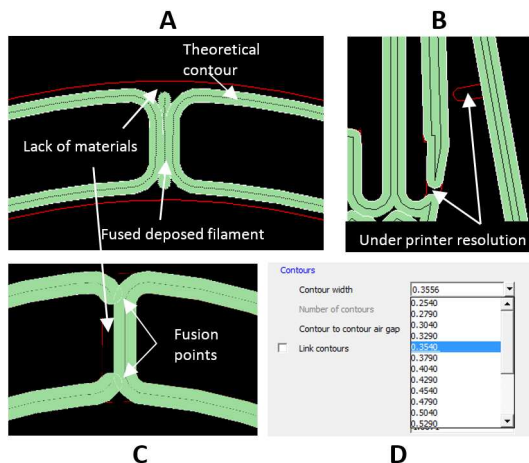 A
B
Theoretical
contour
Lack of materials
Fused deposed filament
Under printer resolution
Fusion
points
Contours
Contour width
0.3556
Number of contours
0.2540
0.2790
Contour to contour air gap
0.3040
0.3290
Link contours
0.3540
0.3790
0.4040
0.4290
0.4540
0.4790
0.5040
0.5290
C
D